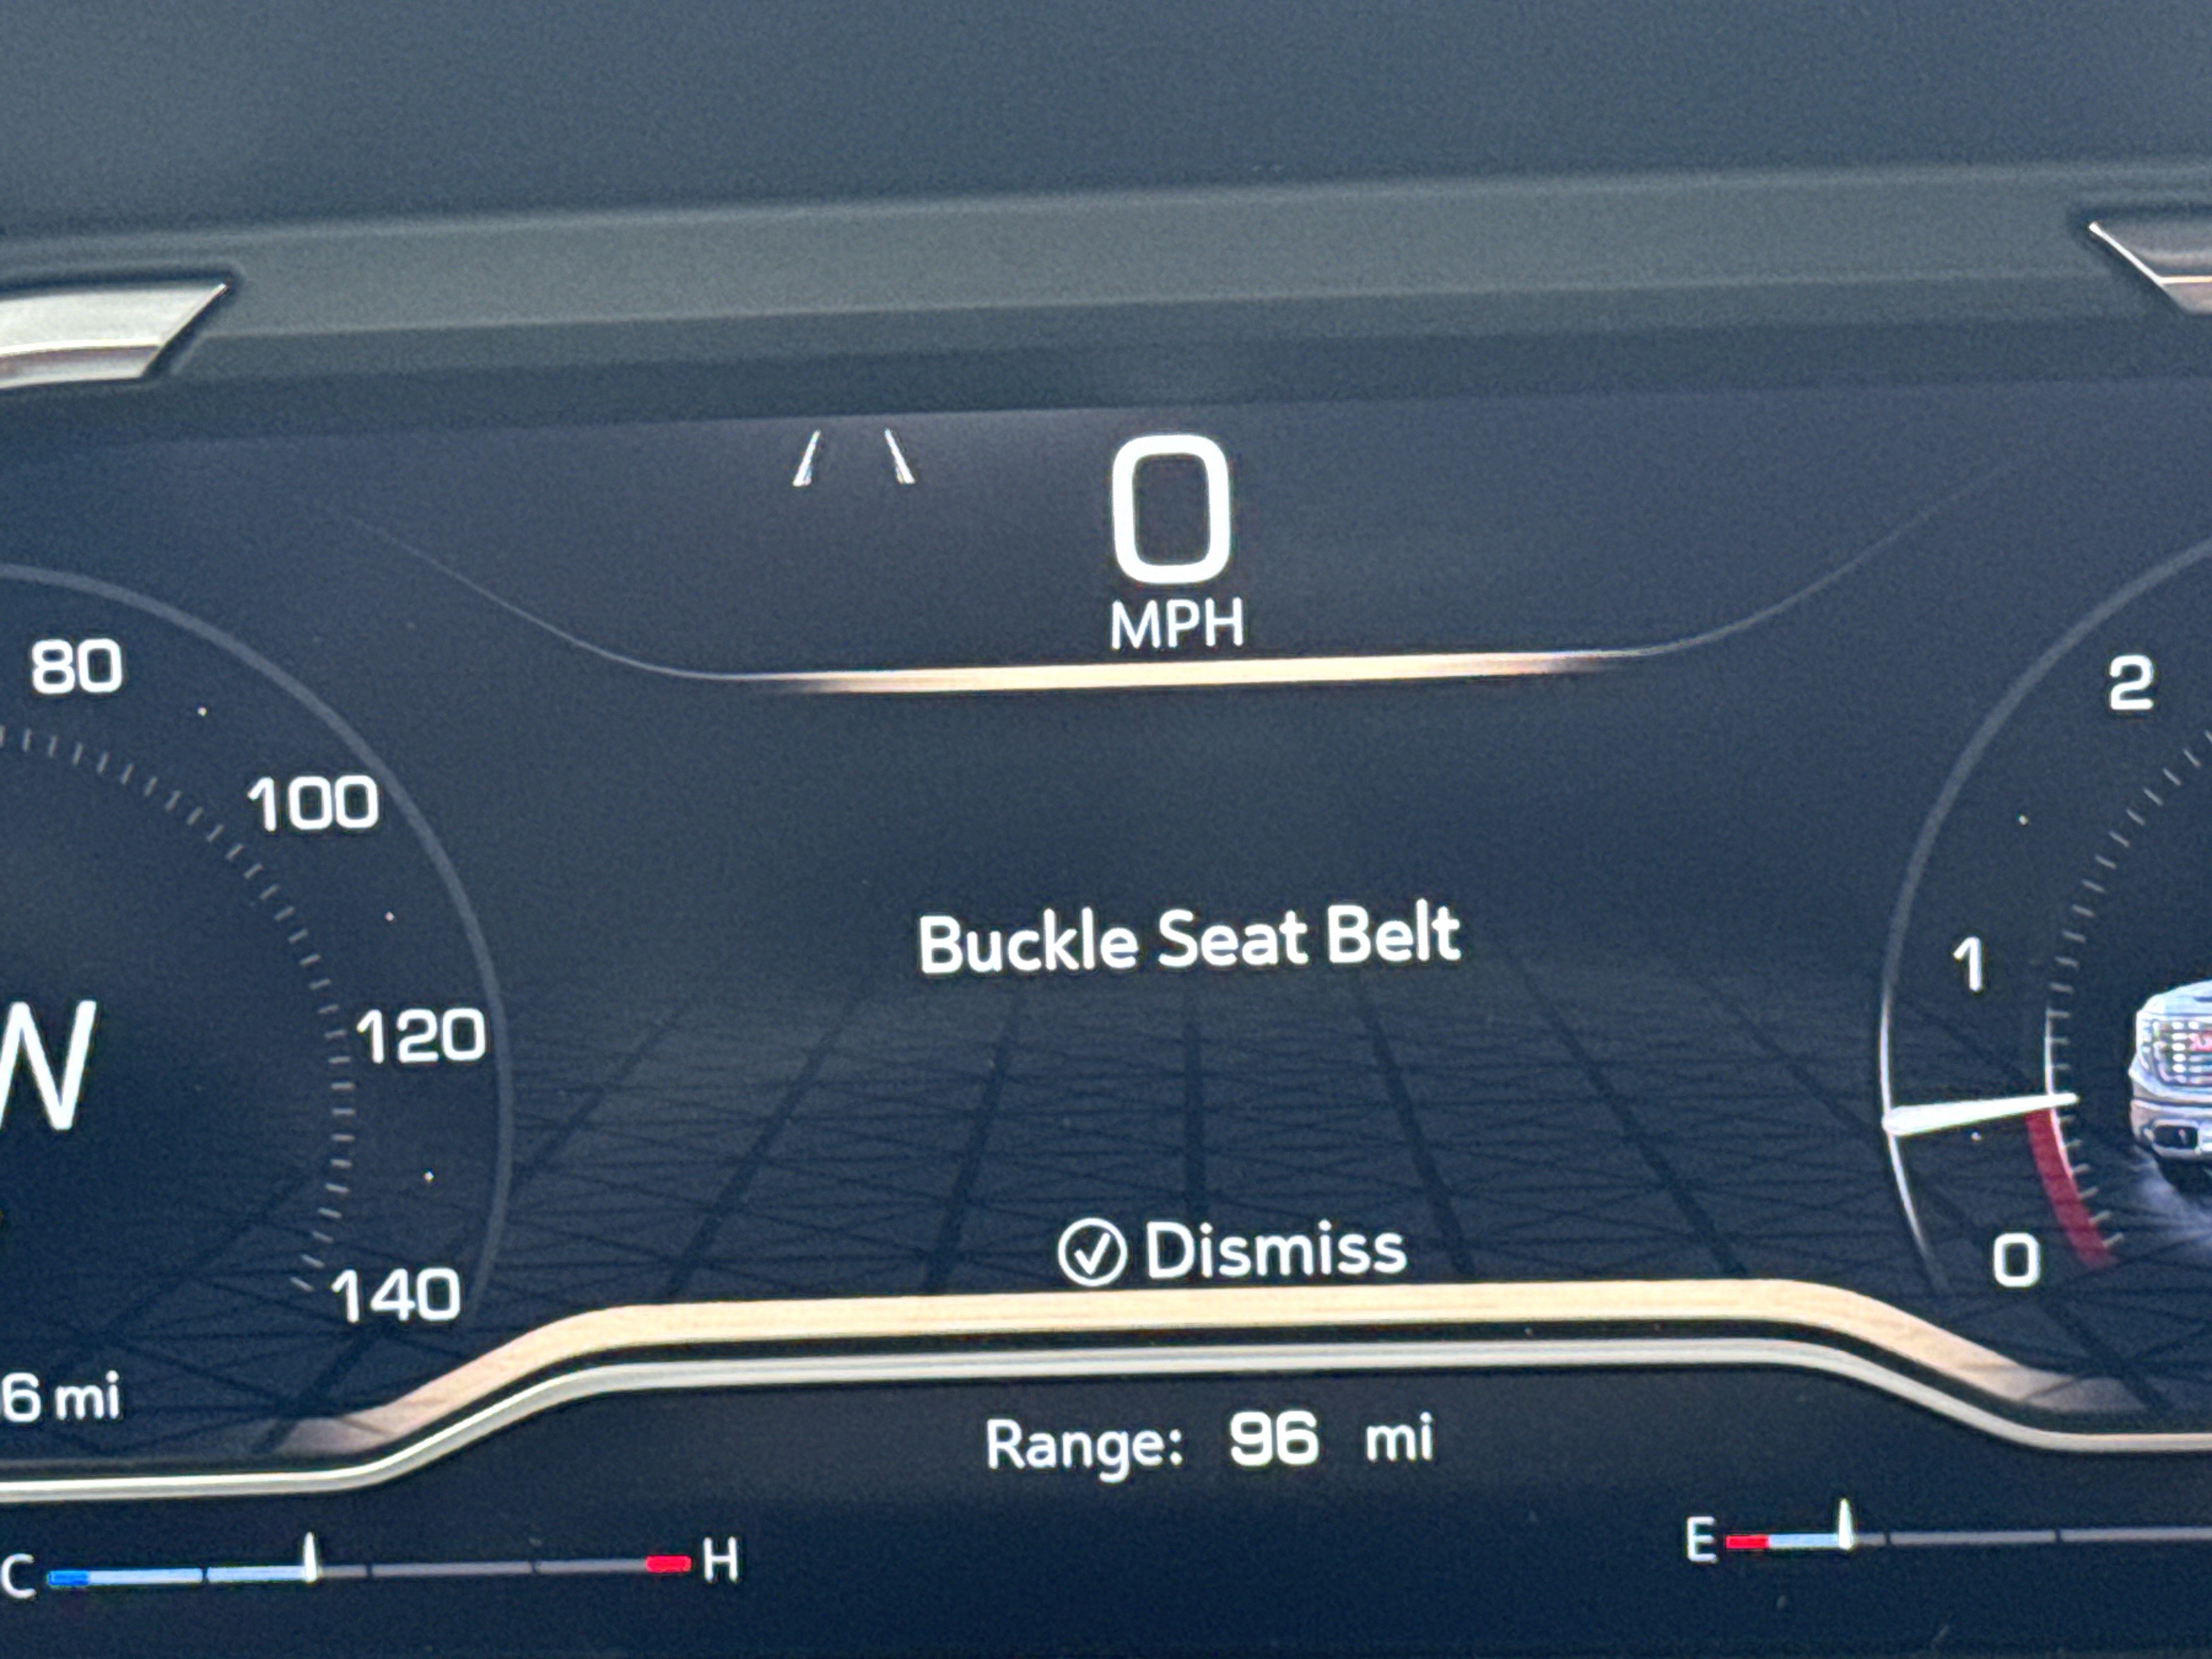 0
MPH
80
100
120
140
W
6 mi
Buckle Seat Belt
Dismiss
2
1
0
Range: 96 mi
C
H
E